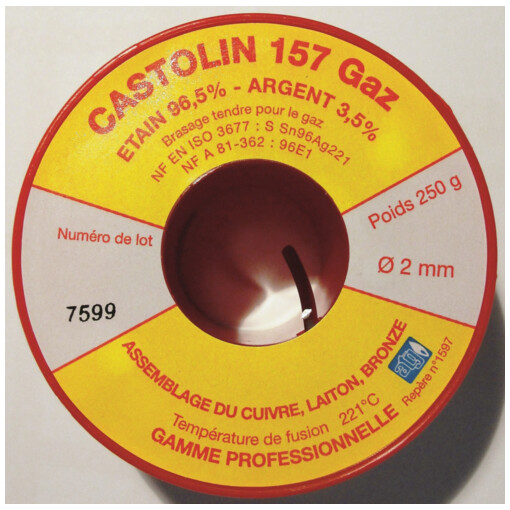 CASTOLIN 157 Gaz
ETAIN 96,5% - ARGENT 3,5%
Brasage tendre pour le gaz
NF EN ISO 3677 : S Sn96Ag221
NF A 81-362 : 96E1
Numéro de lot
7599
Poids 250 g
Ø 2 mm
ASSEMBLAGE DU CUIVRE, LAITON, BRONZE
Température de fusion 221°C
GAMME PROFESSIONNELLE
atg
Repère n°1597